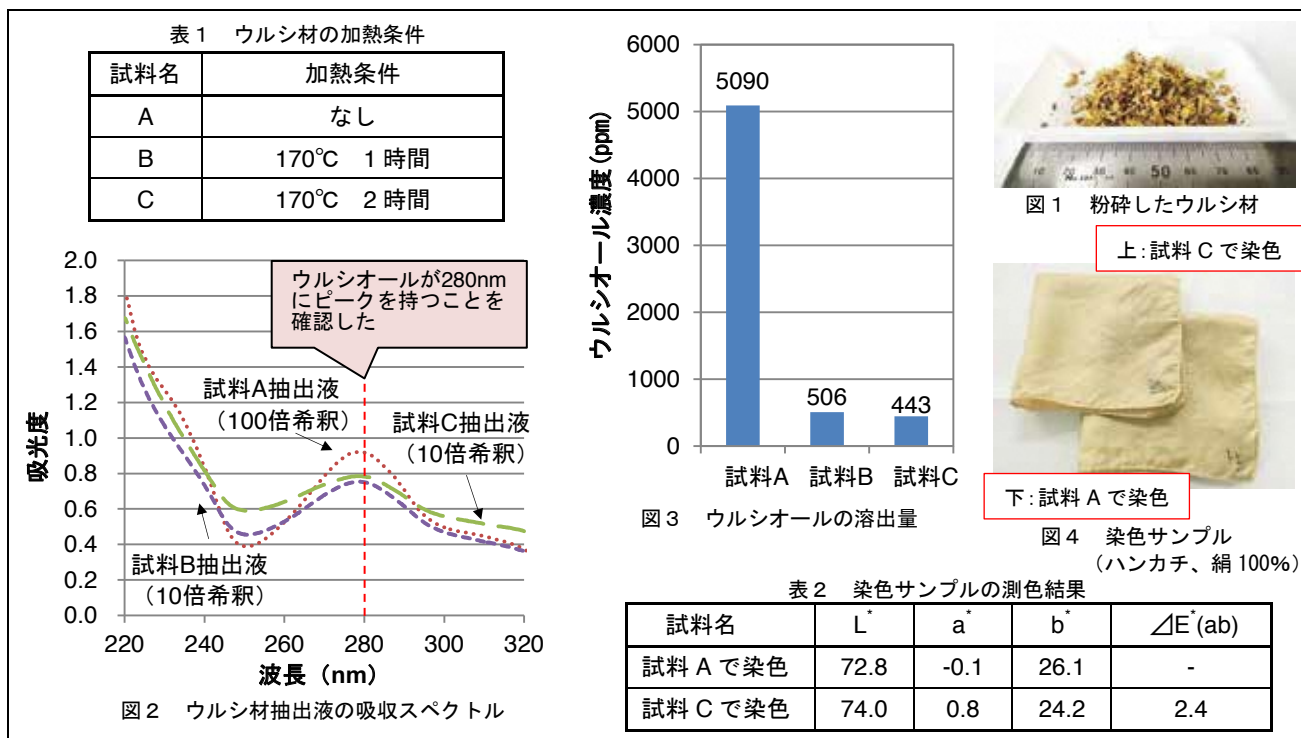 表1 ウルシ材の加熱条件
試料名 加熱条件
A なし
B 170℃ 1時間
C 170℃ 2時間
2.0
1.8
1.6
1.4
1.2
1.0
0.8
0.6
0.4
0.2
0.0
吸光度
ウルシオールが280nm
にピークを持つことを
確認した
試料A抽出液
（100倍希釈）
試料C抽出液
（10倍希釈）
試料B抽出液
（10倍希釈）
220 240 260 280 300 320
波長（nm）
図2 ウルシ材抽出液の吸収スペクトル
ウルシオール濃度(ppm)
6000
5000
4000
3000
2000
1000
0
5090
506
443
試料A 試料B 試料C
図3 ウルシオールの溶出量
10 20 30 40 50 60 70 80 90
図1 粉砕したウルシ材
上:試料Cで染色
下:試料Aで染色
図4 染色サンプル
（ハンカチ、絹100%）
表2 染色サンプルの測色結果
試料名 L* a* b* ⊿E*(ab)
試料Aで染色 72.8 -0.1 26.1 -
試料Cで染色 74.0 0.8 24.2 2.4